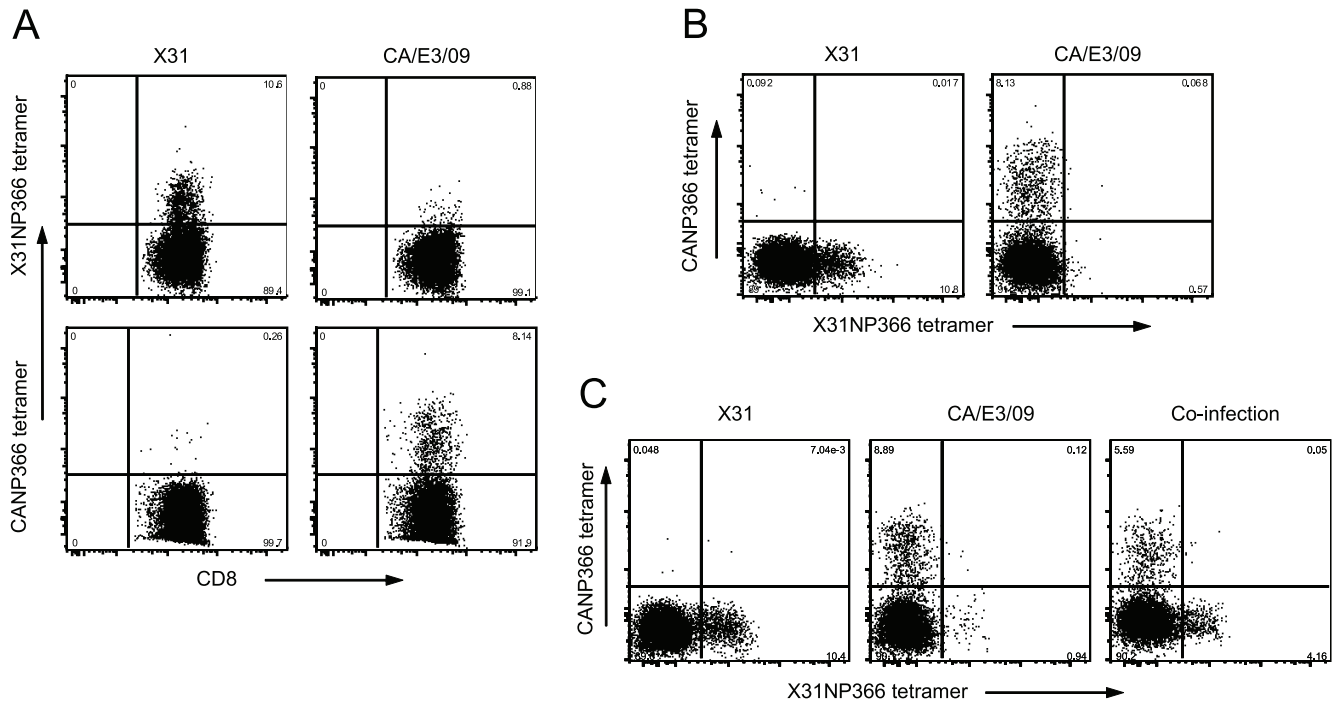 A
X31
CA/E3/09
X31NP366 tetramer
0
10.6
0
89.4
0
0.88
0
99.1
CANP366 tetramer
0
0.26
0
99.7
0
8.14
0
91.9
CD8
B
X31
CA/E3/09
CANP366 tetramer
0.092
0.017
10.8
8.13
0.068
0.57
X31NP366 tetramer
C
X31
CA/E3/09
Co-infection
CANP366 tetramer
0.048
7.04e-3
10.4
8.89
0.12
0.94
5.59
0.05
90.2
4.16
X31NP366 tetramer